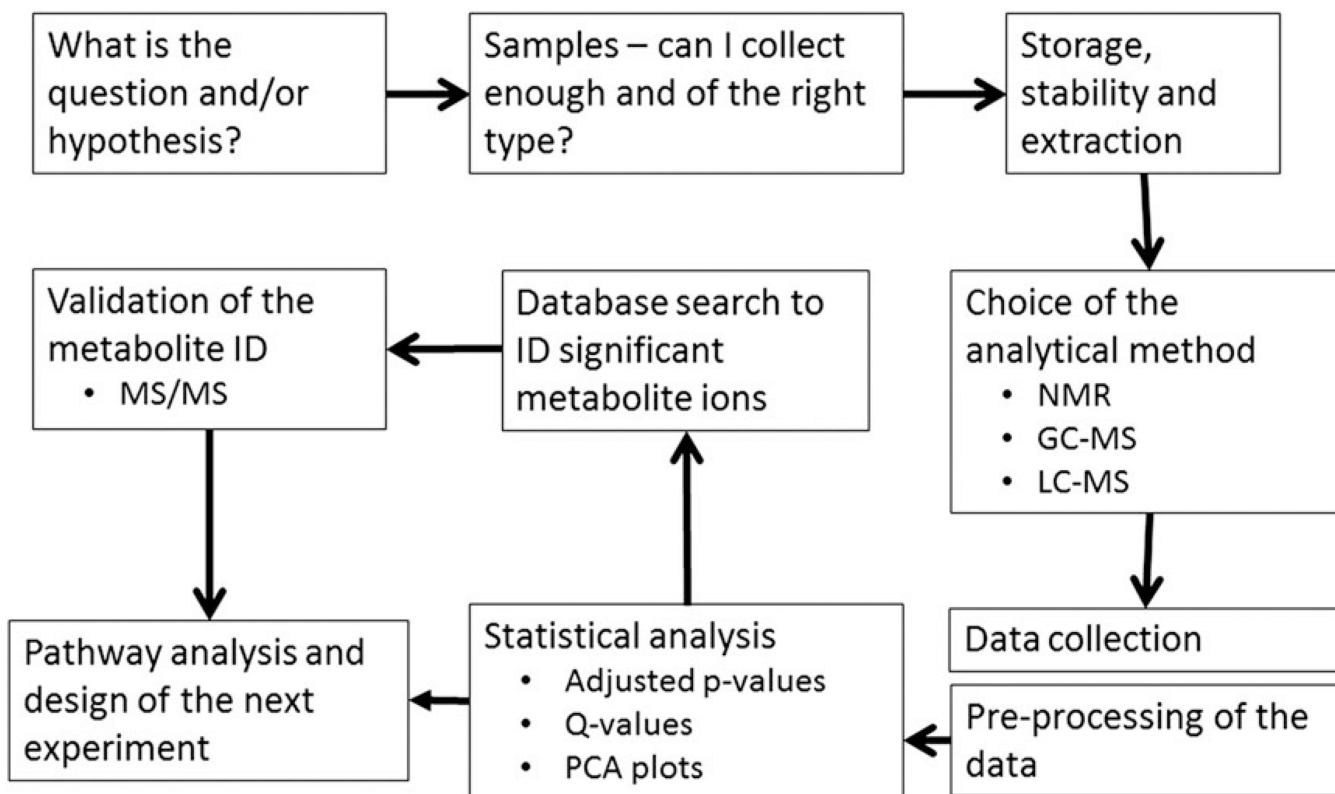 What is the
question and/or
hypothesis?
Samples – can I collect
enough and of the right
type?
Storage,
stability and
extraction
Choice of the
analytical method
• NMR
• GC-MS
• LC-MS
Data collection
Pre-processing of the
data
Statistical analysis
• Adjusted p-values
• Q-values
• PCA plots
Database search to
ID significant
metabolite ions
Validation of the
metabolite ID
• MS/MS
Pathway analysis and
design of the next
experiment